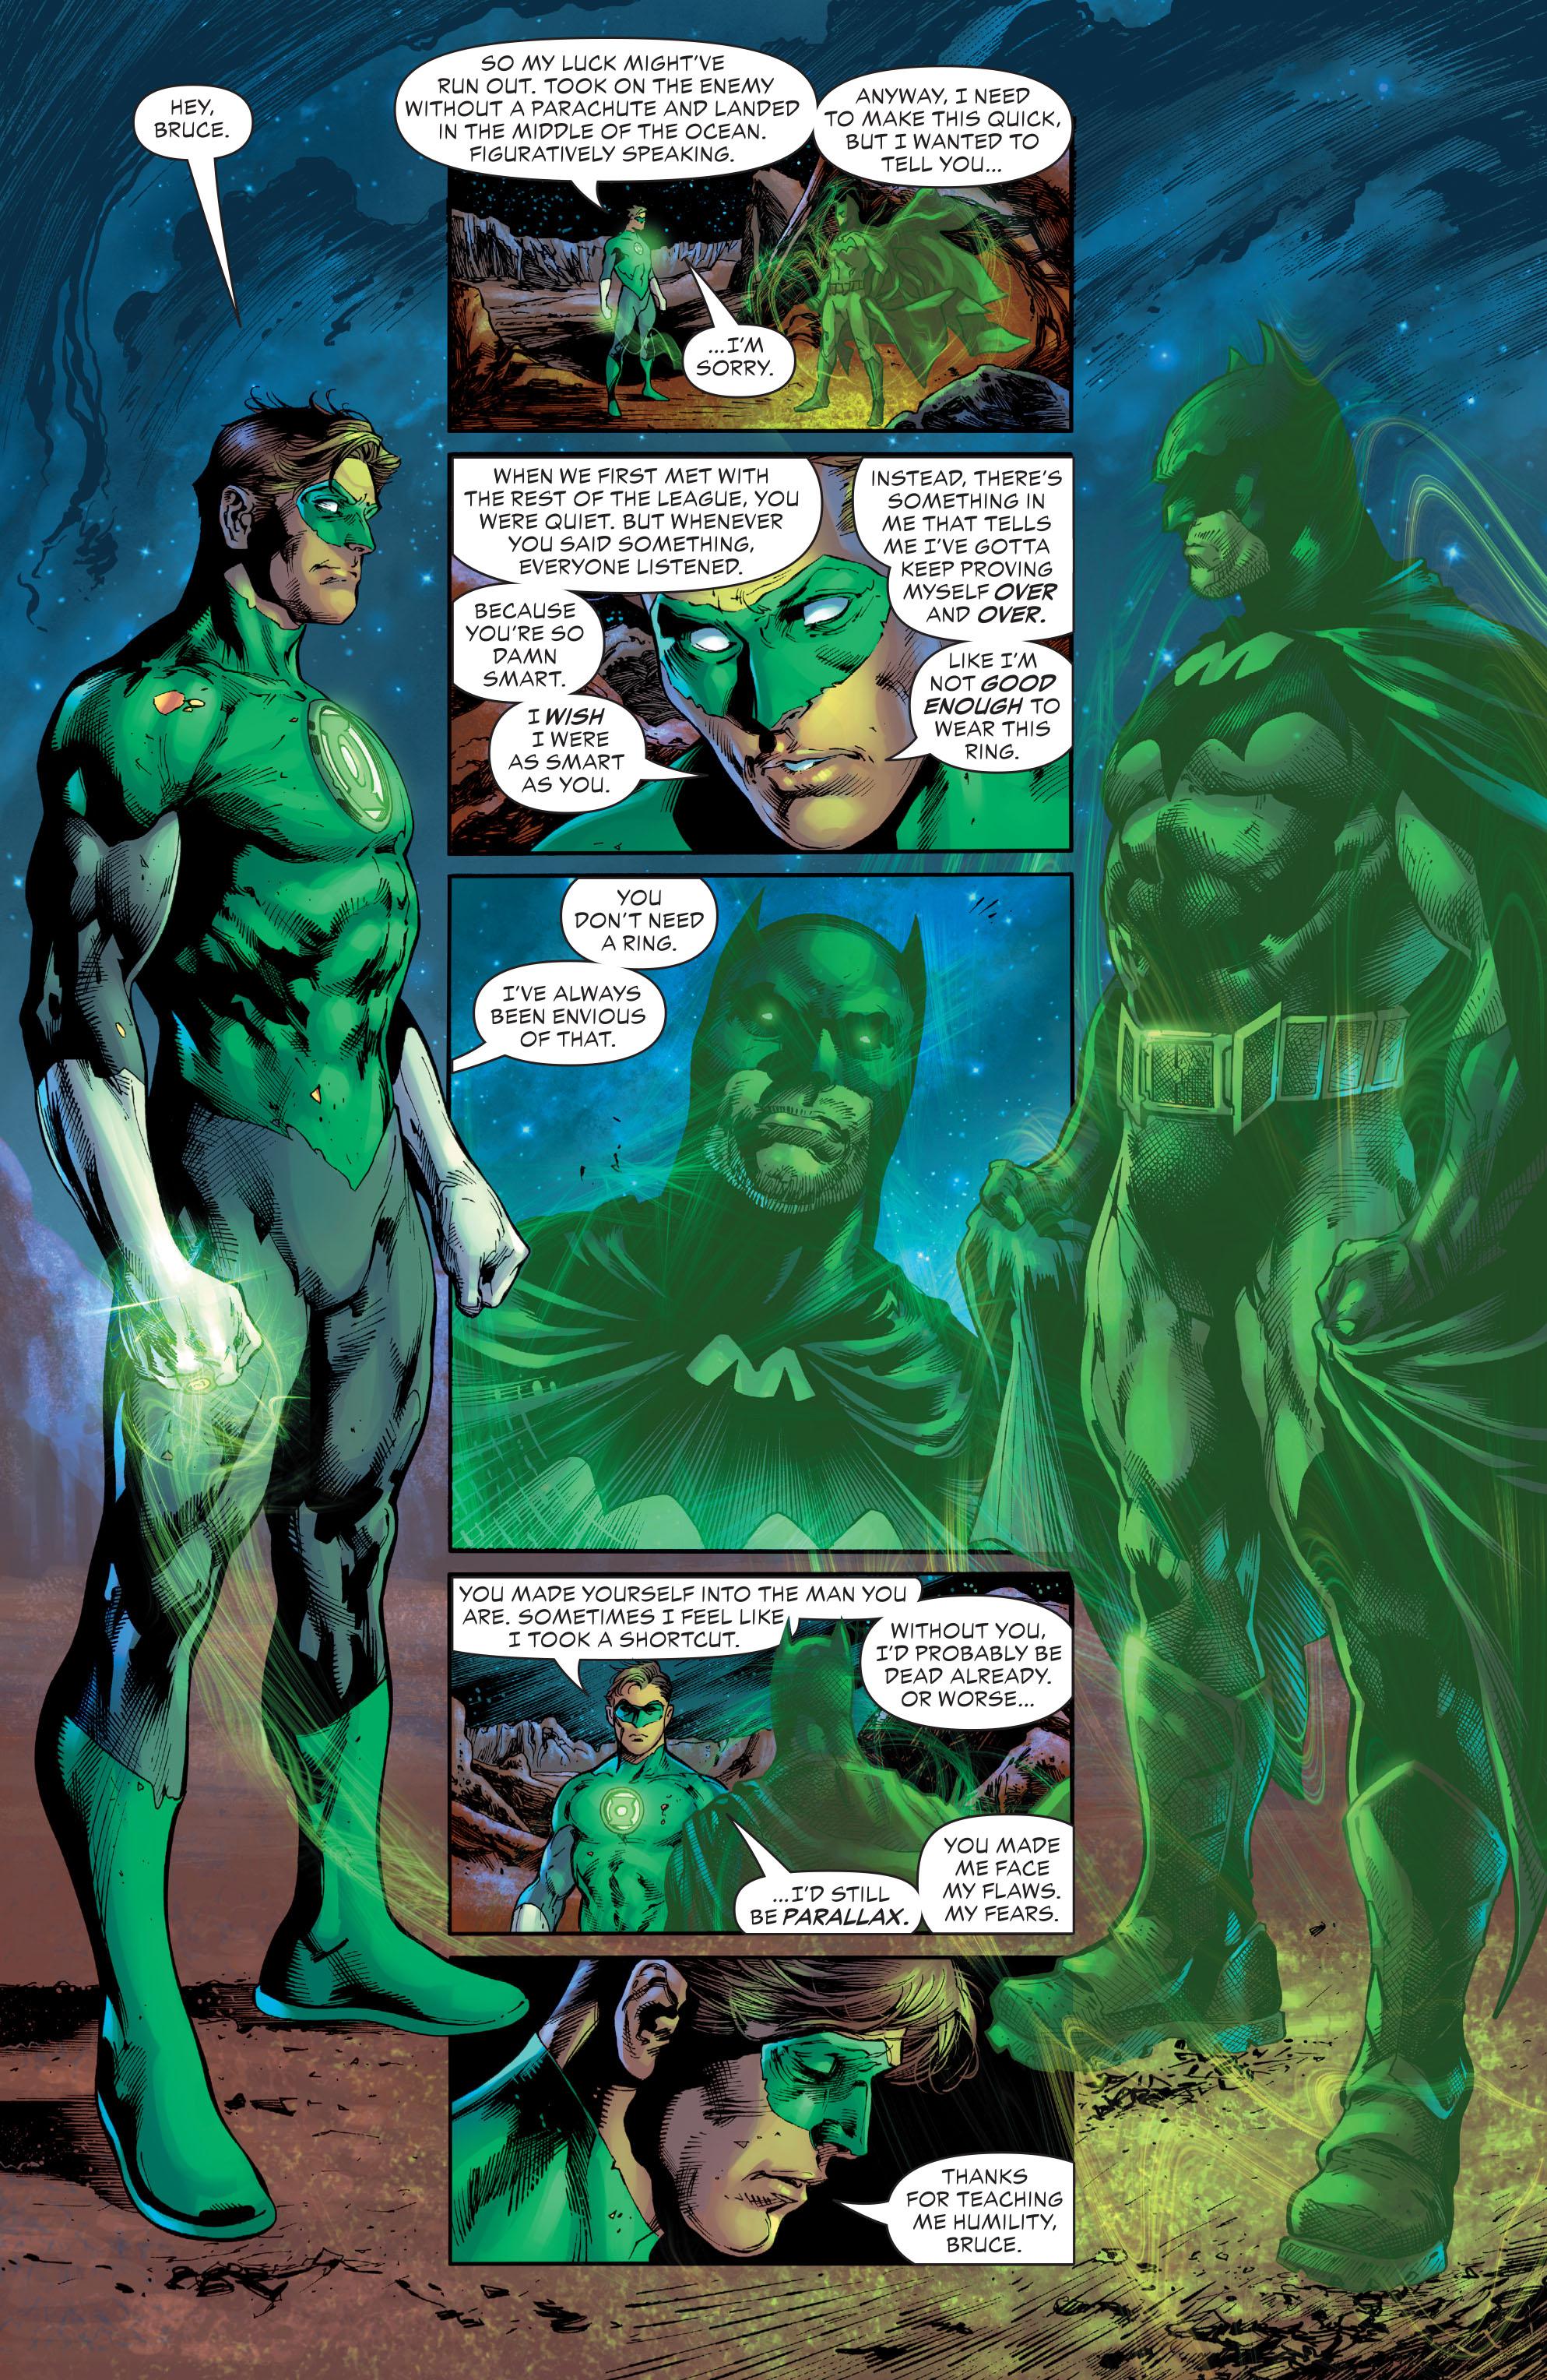 HEY,
BRUCE.
SO MY LUCK MIGHT'VE
RUN OUT. TOOK ON THE ENEMY
WITHOUT A PARACHUTE AND LANDED
IN THE MIDDLE OF THE OCEAN.
FIGURATIVELY SPEAKING.
ANYWAY, I NEED
TO MAKE THIS QUICK,
BUT I WANTED TO
TELL YOU...
...I'M
SORRY.
WHEN WE FIRST MET WITH
THE REST OF THE LEAGUE, YOU
WERE QUIET. BUT WHENEVER
YOU SAID SOMETHING,
EVERYONE LISTENED.
BECAUSE
YOU'RE SO
DAMN
SMART.
I WISH
I WERE
AS SMART
AS YOU.
INSTEAD, THERE'S
SOMETHING IN
ME THAT TELLS
ME I'VE GOTTA
KEEP PROVING
MYSELF OVER
AND OVER.
LIKE I'M
NOT GOOD
ENOUGH TO
WEAR THIS
RING.
YOU
DON'T NEED
A RING.
I'VE ALWAYS
BEEN ENVIOUS
OF THAT.
YOU MADE YOURSELF INTO THE MAN YOU
ARE. SOMETIMES I FEEL LIKE
I TOOK A SHORTCUT.
WITHOUT YOU,
I'D PROBABLY BE
DEAD ALREADY.
OR WORSE...
...I'D STILL
BE PARALLAX.
YOU MADE
ME FACE
MY FLAWS.
MY FEARS.
THANKS
FOR TEACHING
ME HUMILITY,
BRUCE.